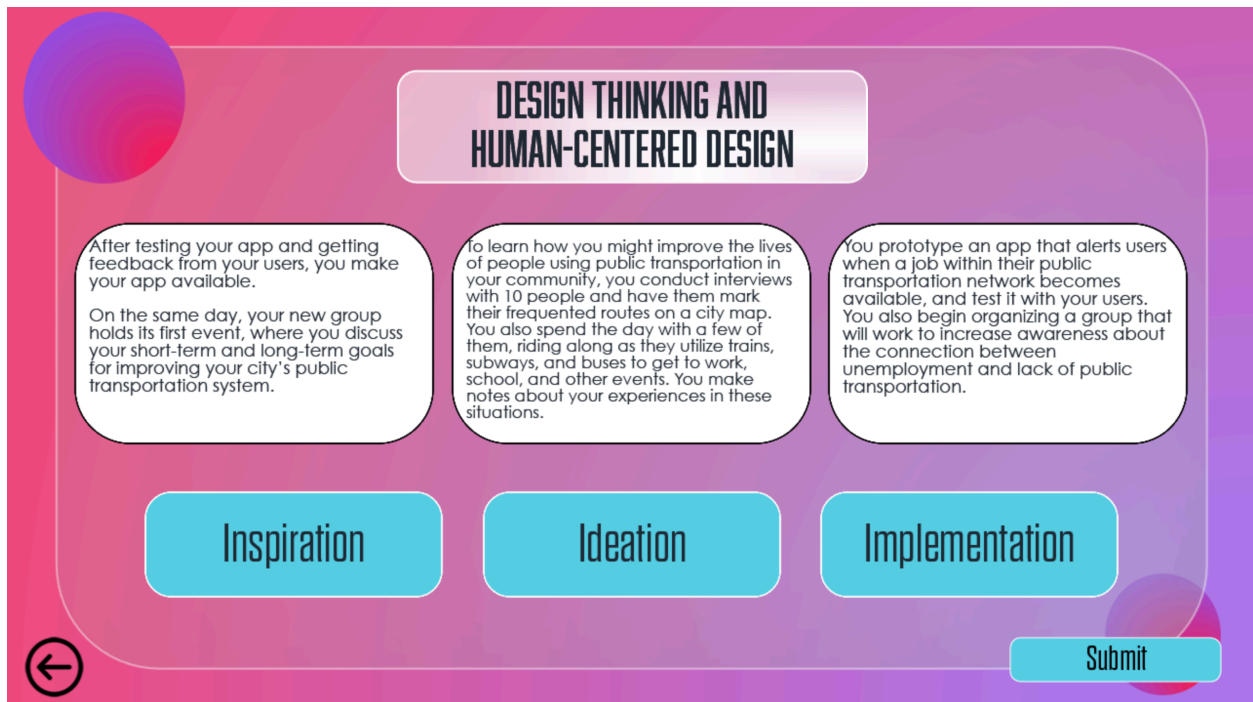 DESIGN THINKING AND
HUMAN-CENTERED DESIGN
After testing your app and getting
feedback from your users, you make
your app available.
On the same day, your new group
holds its first event, where you discuss
your short-term and long-term goals
for improving your city's public
transportation system.
To learn how you might improve the lives
of people using public transportation in
your community, you conduct interviews
with 10 people and have them mark
their frequented routes on a city map.
You also spend the day with a few of
them, riding along as they utilize trains,
subways, and buses to get to work,
school, and other events. You make
notes about your experiences in these
situations.
You prototype an app that alerts users
when a job within their public
transportation network becomes
available, and test it with your users.
You also begin organizing a group that
will work to increase awareness about
the connection between
unemployment and lack of public
transportation.
Inspiration
Ideation
Implementation
Submit